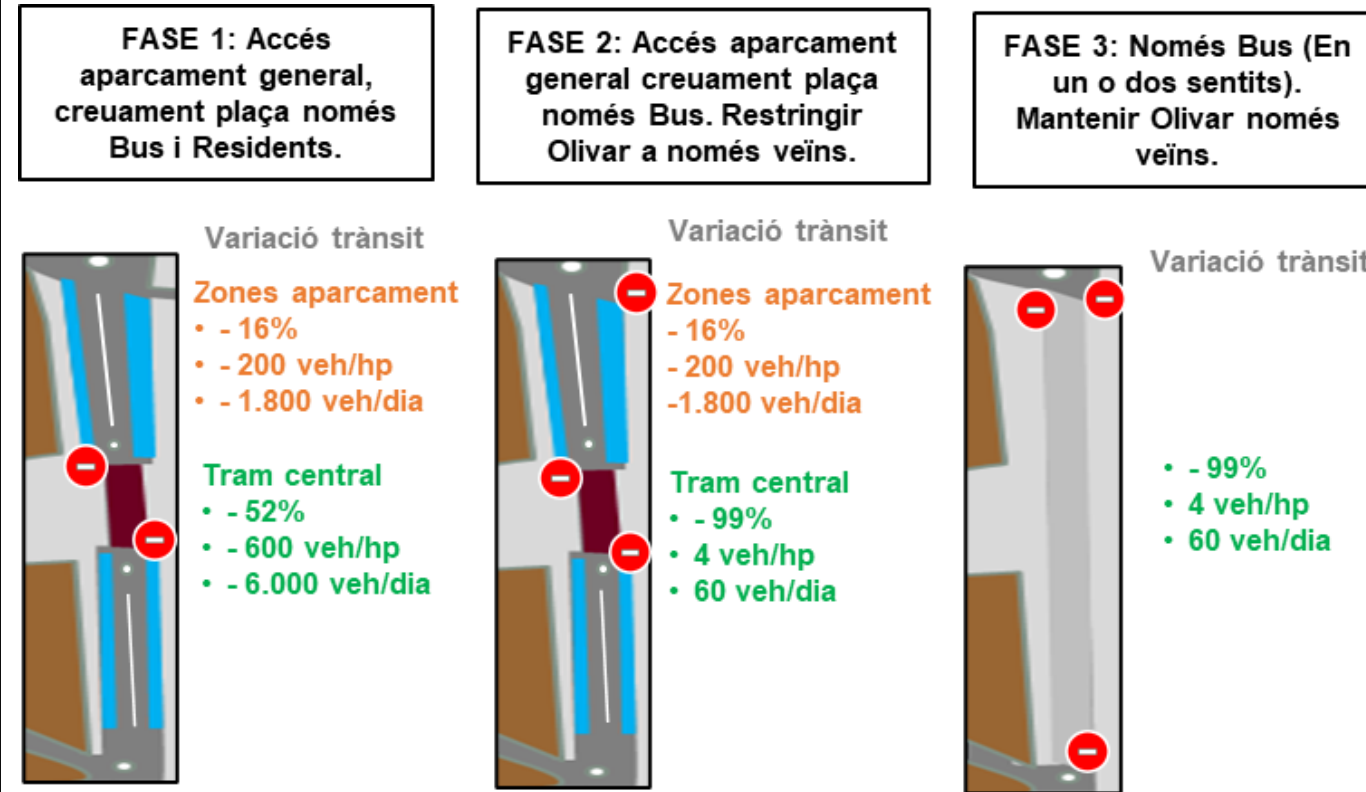 FASE 1: Accés
aparcament general,
creuament plaça només
Bus i Residents.
Variació trànsit
Zones aparcament
• - 16%
• - 200 veh/hp
• - 1.800 veh/dia
Tram central
• - 52%
• - 600 veh/hp
• - 6.000 veh/dia
FASE 2: Accés aparcament
general creuament plaça
només Bus. Restringir
Olivar a només veïns.
Variació trànsit
Zones aparcament
- 16%
- 200 veh/hp
-1.800 veh/dia
Tram central
• - 99%
• 4 veh/hp
• 60 veh/dia
FASE 3: Només Bus (En
un o dos sentits).
Mantenir Olivar només
veïns.
Variació trànsit
• - 99%
• 4 veh/hp
• 60 veh/dia